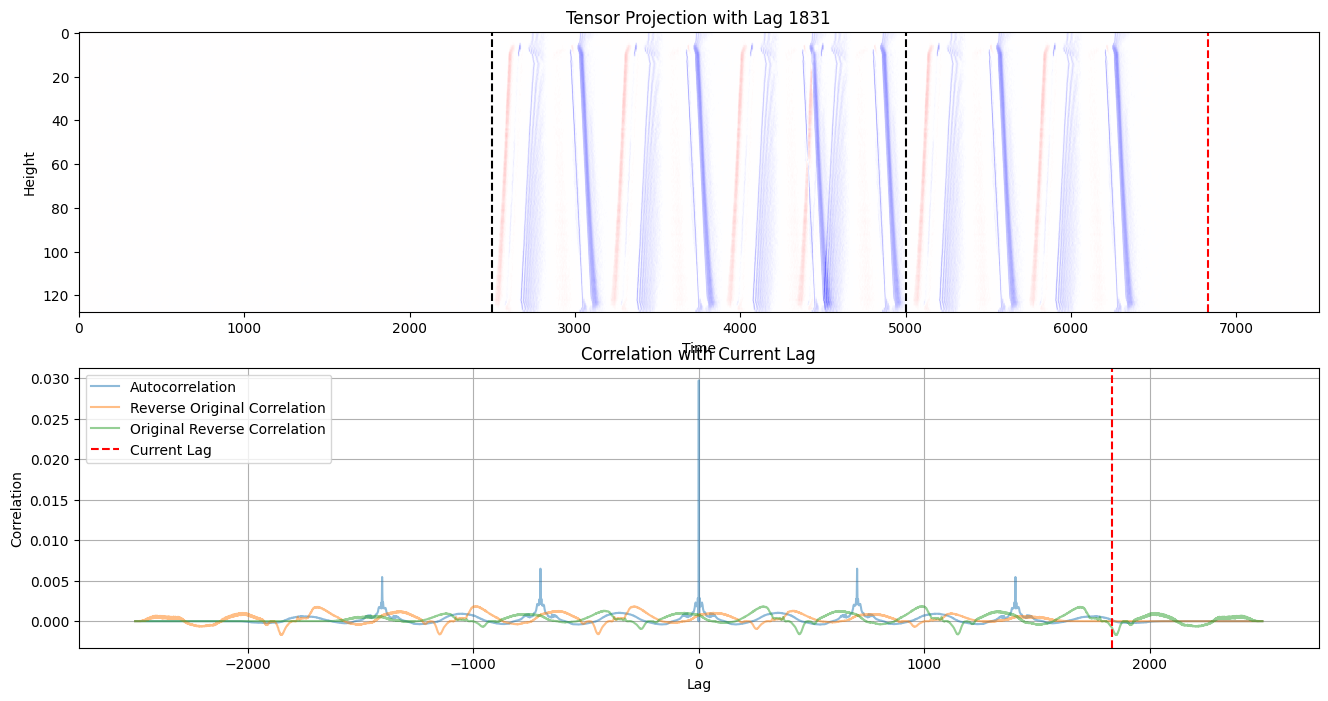 Tensor Projection with Lag 1831
Height
0
20
40
60
80
100
120
0 1000 2000 3000 4000 5000 6000 7000
Time
Correlation with Current Lag
Correlation
0.030
0.025
0.020
0.015
0.010
0.005
0.000
Autocorrelation
Reverse Original Correlation
Original Reverse Correlation
Current Lag
−2000 −1000 0 1000 2000
Lag